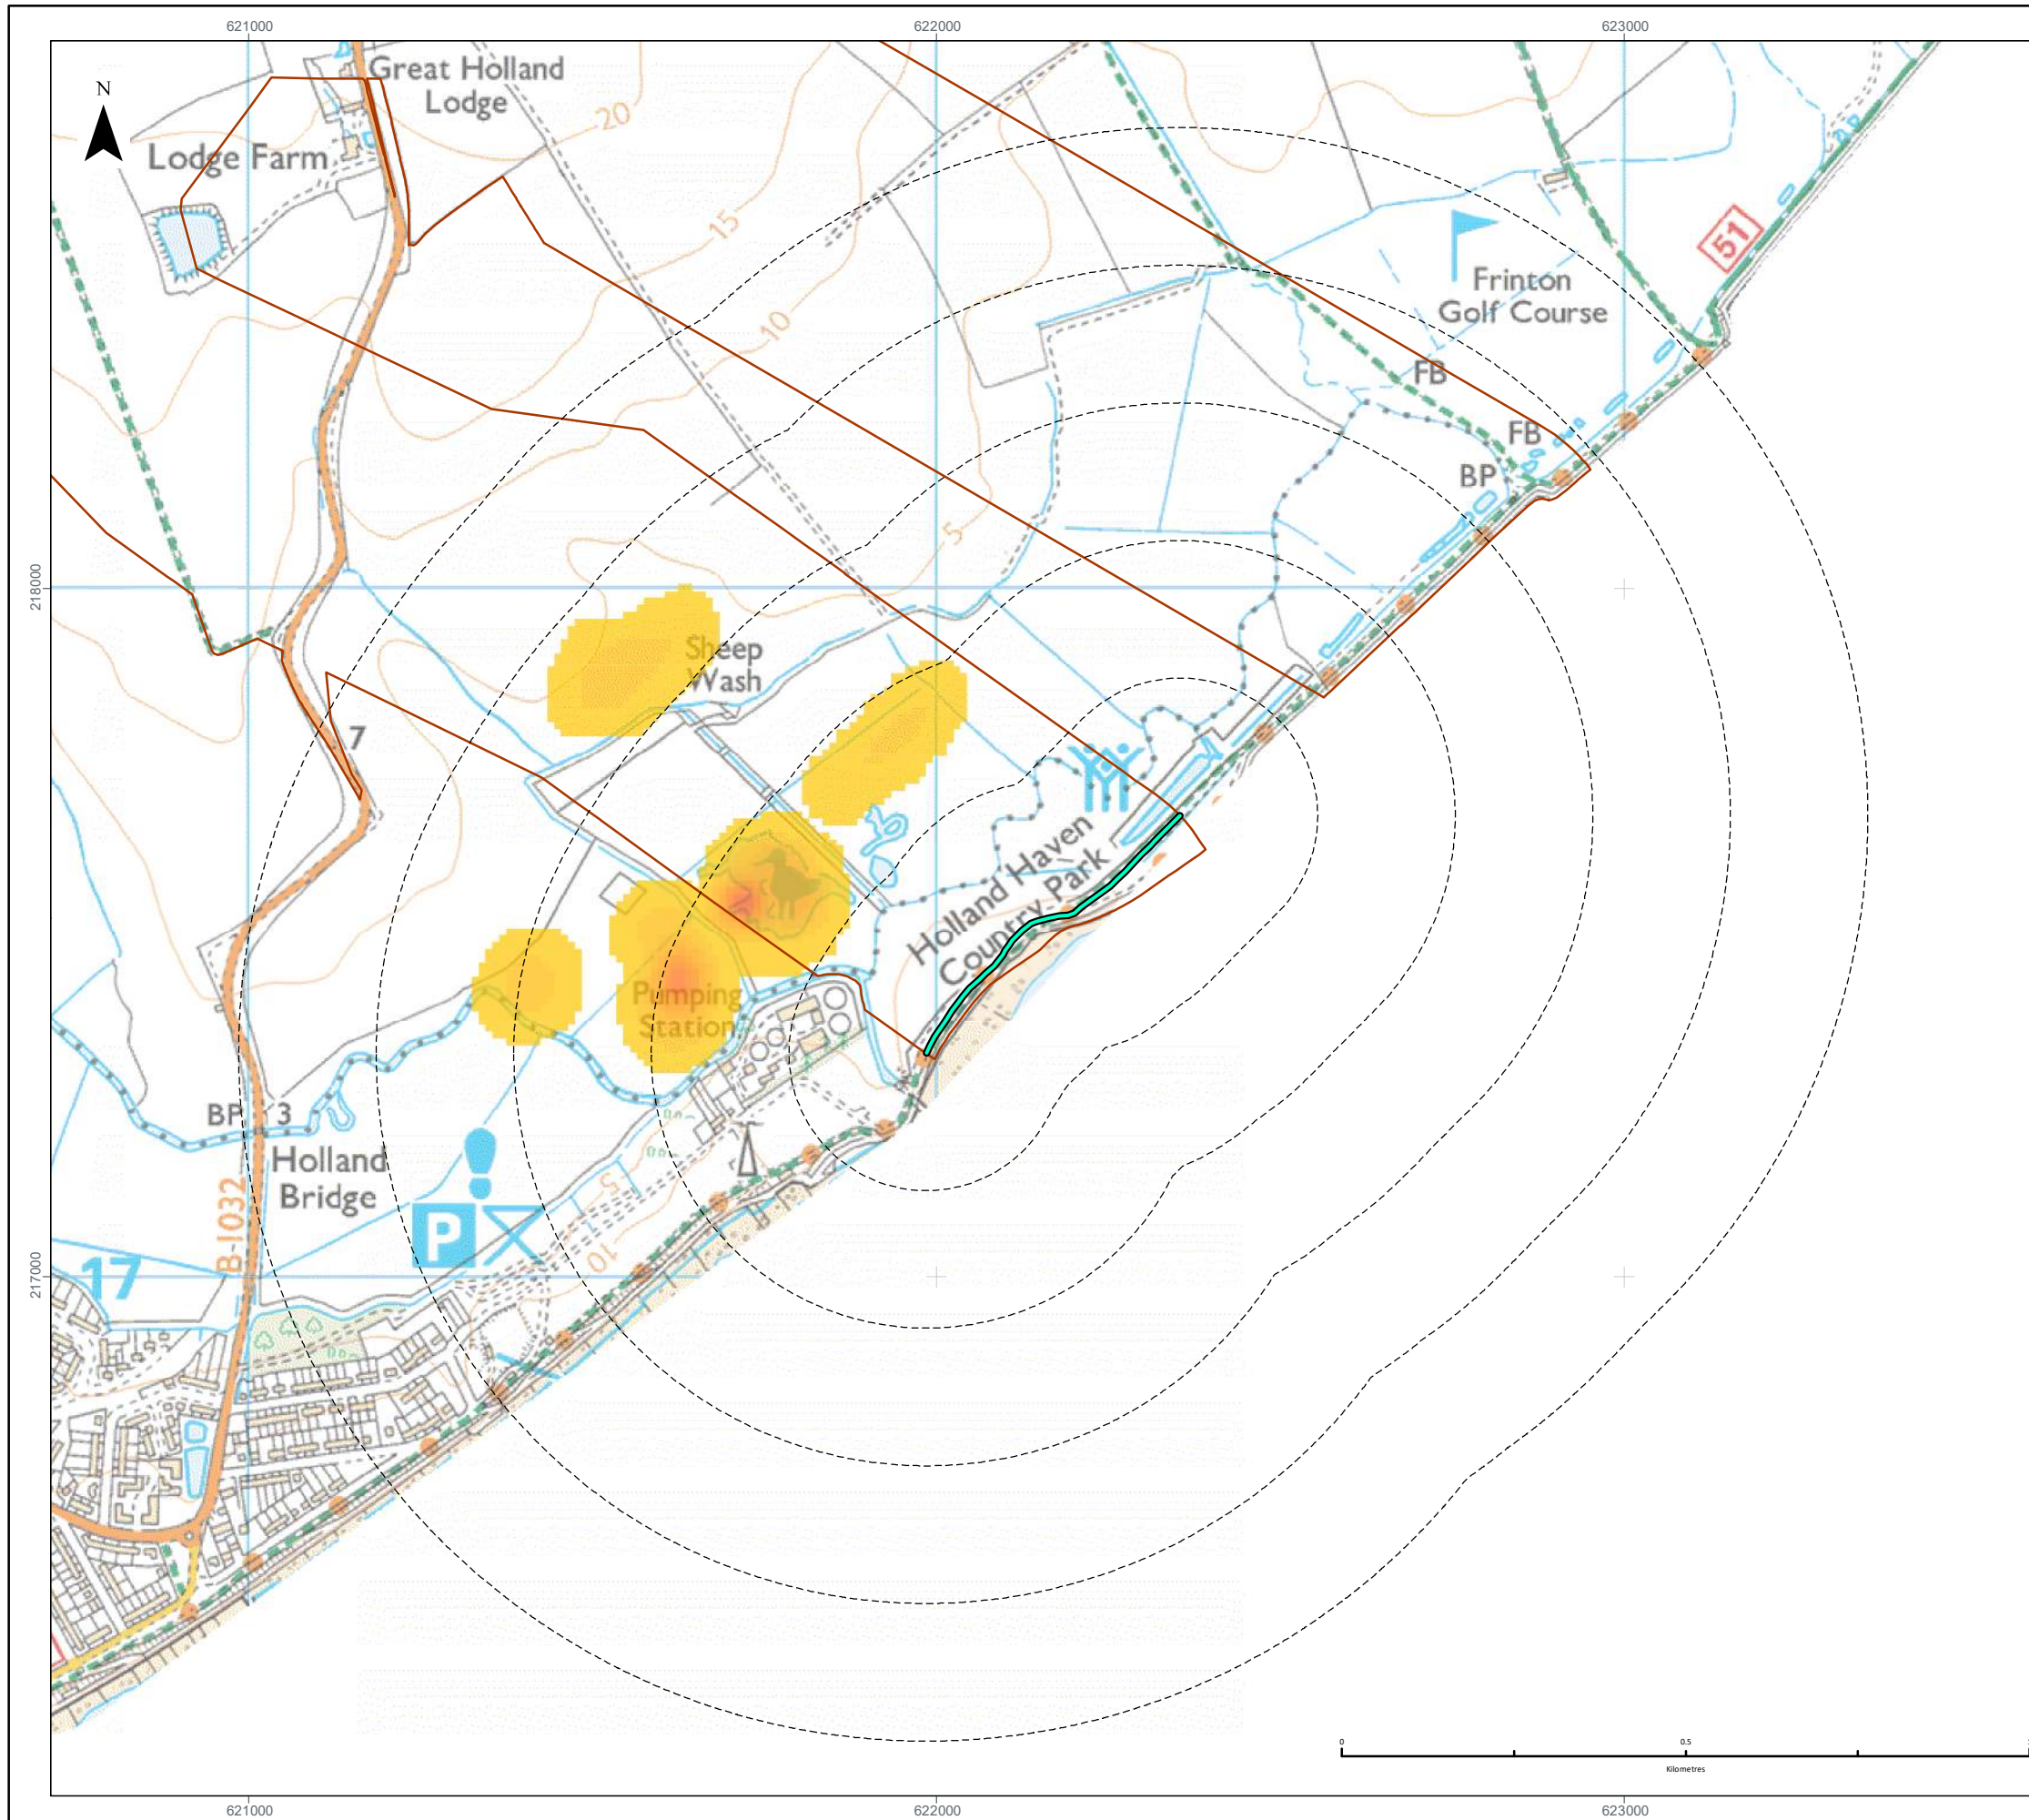 621000
622000
623000
N
Great Holland
Lodge
20
Lodge Farm
15
51
Frinton
Golf Course
10
FB
FB
BP
5
218000
Sheep
Wash
7
Holland Haven
Country Park
Pumping
Station
BP
3
Holland
Bridge
B 1032
P
5
10
17
217000
0
0.5
Kilometres
621000
622000
623000